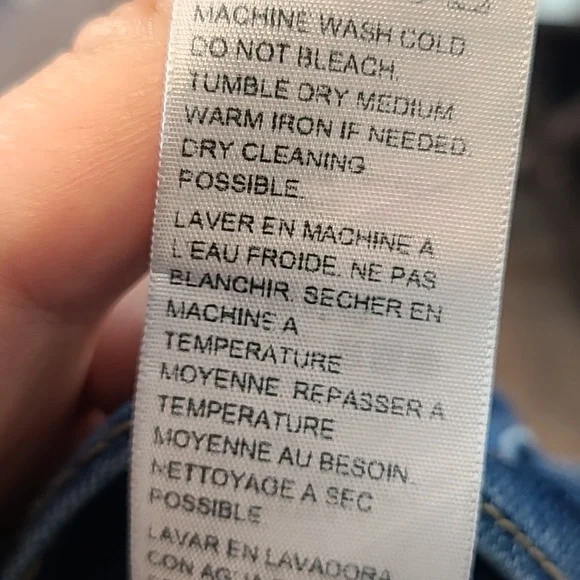 MACHINE WASH COLD
DO NOT BLEACH.
TUMBLE DRY MEDIUM
WARM IRON IF NEEDED.
DRY CLEANING
POSSIBLE.
LAVER EN MACHINE A
L'EAU FROIDE. NE PAS
BLANCHIR. SECHER EN
MACHINE A
TEMPERATURE
MOYENNE. REPASSER A
TEMPERATURE
MOYENNE AU BESOIN.
NETTOYAGE A SEC
POSSIBLE
LAVAR EN LAVADORA
CON